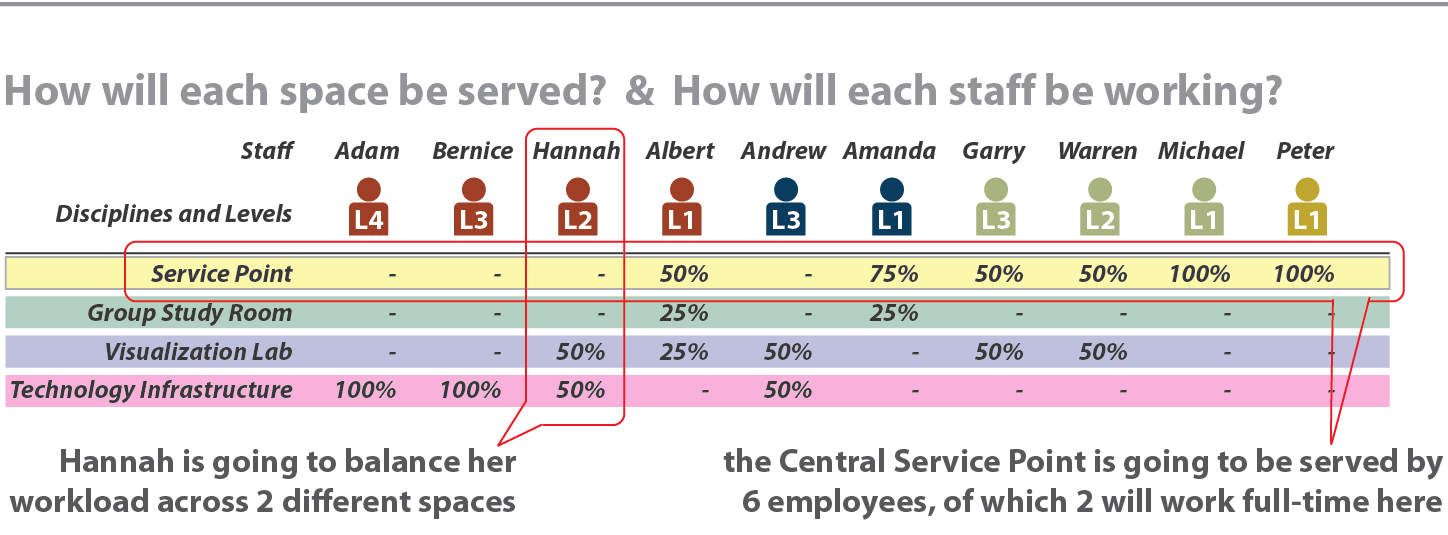 How will each space be served? & How will each staff be working?
Staff Adam Bernice Hannah Albert Andrew Amanda Garry Warren Michael Peter
Disciplines and Levels L4 L3 L2 L1 L3 L1 L3 L2 L1 L1
Service Point - - - 50% - 75% 50% 50% 100% 100%
Group Study Room - - - 25% - 25% - - - -
Visualization Lab - - 50% 25% 50% - 50% 50% - -
Technology Infrastructure 100% 100% 50% - 50% - - - - -
Hannah is going to balance her
workload across 2 different spaces
the Central Service Point is going to be served by
6 employees, of which 2 will work full-time here